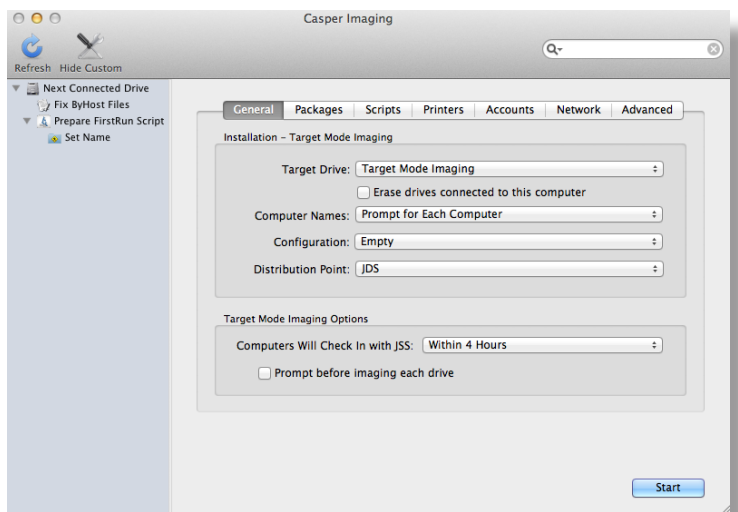 Casper Imaging
Refresh Hide Custom
Next Connected Drive
Fix ByHost Files
Prepare FirstRun Script
Set Name
General Packages Scripts Printers Accounts Network Advanced
Installation – Target Mode Imaging
Target Drive: Target Mode Imaging
Erase drives connected to this computer
Computer Names: Prompt for Each Computer
Configuration: Empty
Distribution Point: JDS
Target Mode Imaging Options
Computers Will Check In with JSS: Within 4 Hours
Prompt before imaging each drive
Start